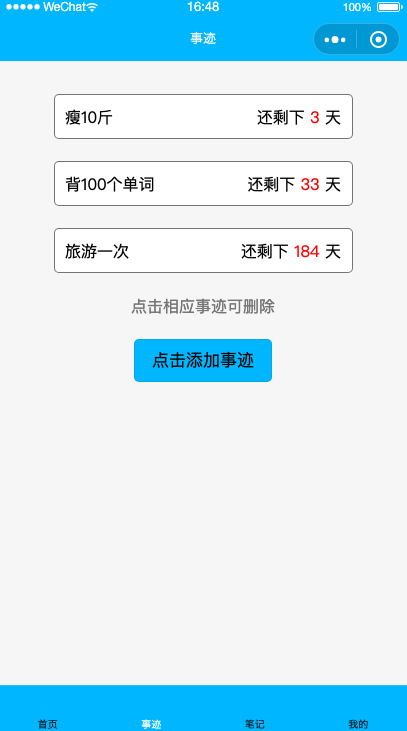 WeChat 16:48 100%
事迹
瘦10斤 还剩下 3 天
背100个单词 还剩下 33 天
旅游一次 还剩下 184 天
点击相应事迹可删除
点击添加事迹
首页 事迹 笔记 我的